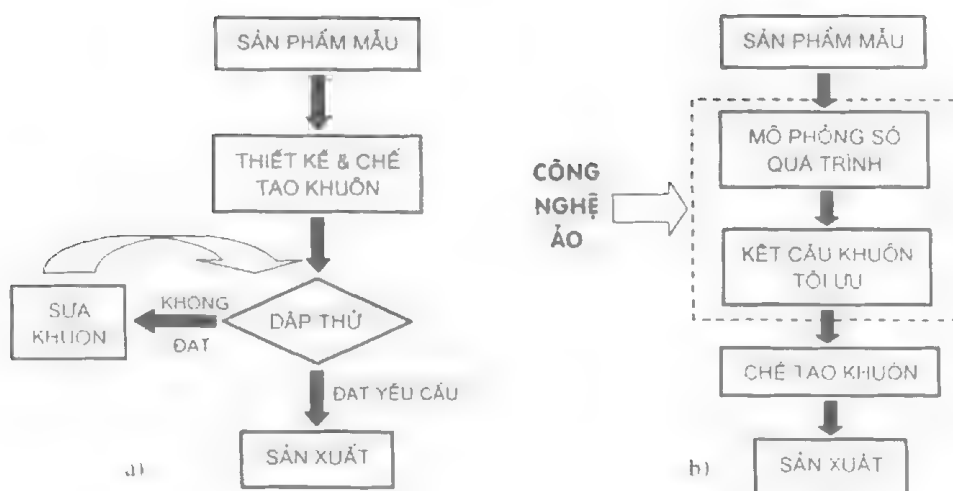 SẢN PHẨM MẪU
THIẾT KẾ & CHẾ
TẠO KHUÔN
SỬA
KHUÔN
KHÔNG
ĐẠT
DẬP THỬ
ĐẠT YÊU CẦU
SẢN XUẤT
a)
SẢN PHẨM MẪU
CÔNG
NGHỆ
ẢO
MÔ PHỎNG SỐ
QUÁ TRÌNH
KẾT CẤU KHUÔN
TỐI ƯU
CHẾ TẠO KHUÔN
SẢN XUẤT
b)